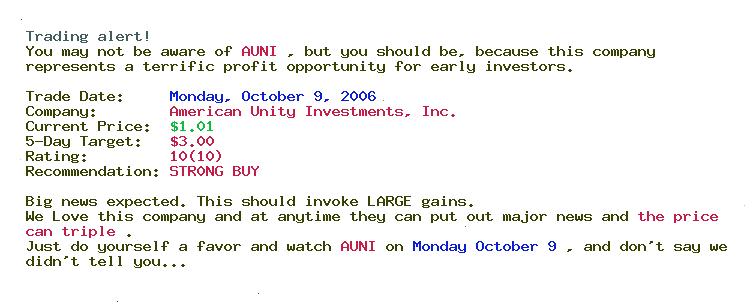 Trading alert!
You may not be aware of AUNI , but you should be, because this company
represents a terrific profit opportunity for early investors.
Trade Date: Monday, October 9, 2006
Company: American Unity Investments, Inc.
Current Price: $1.01
5-Day Target: $3.00
Rating: 10(10)
Recommendation: STRONG BUY
Big news expected. This should invoke LARGE gains.
We Love this company and at anytime they can put out major news and the price
can triple .
Just do yourself a favor and watch AUNI on Monday October 9 , and don't say we
didn't tell you...